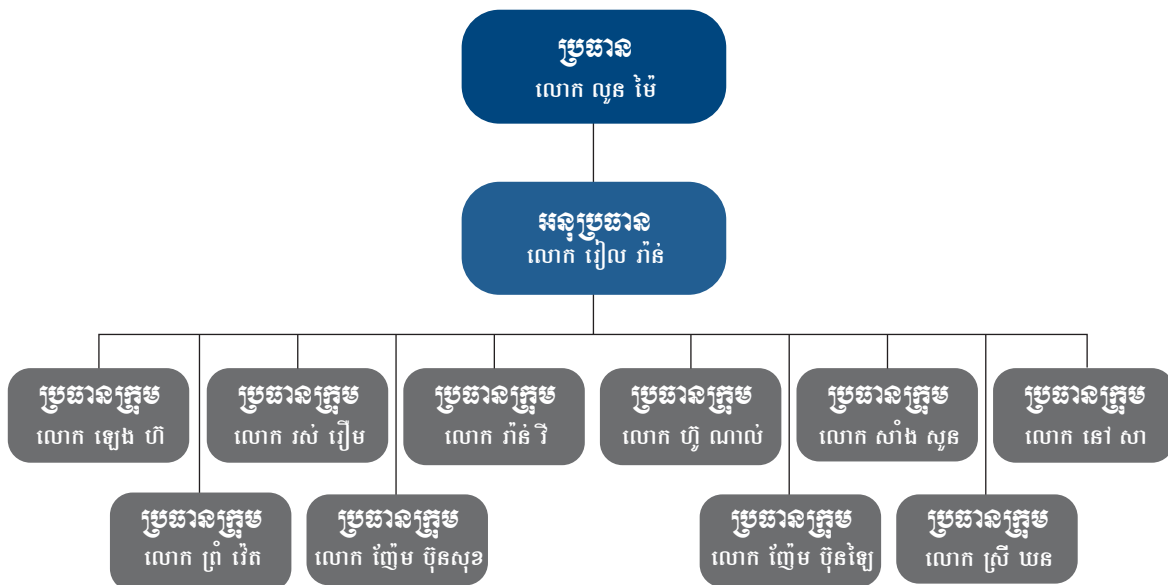 ប្រធាន
លោក លួន ម៉ៃ
អនុប្រធាន
លោក រៀល រ៉ាន់
ប្រធានក្រុម
លោក ឡេង ហ៊
ប្រធានក្រុម
លោក រស់ រឿម
ប្រធានក្រុម
លោក រ៉ាន់ រី
ប្រធានក្រុម
លោក ហ៊ូ ណាល់
ប្រធានក្រុម
លោក សាំង សួន
ប្រធានក្រុម
លោក នៅ សា
ប្រធានក្រុម
លោក ព្រំ រ៉េត
ប្រធានក្រុម
លោក ញ៉ែម ប៊ុនសុខ
ប្រធានក្រុម
លោក ញ៉ែម ប៊ុនឡៃ
ប្រធានក្រុម
លោក ស្រី ឃន